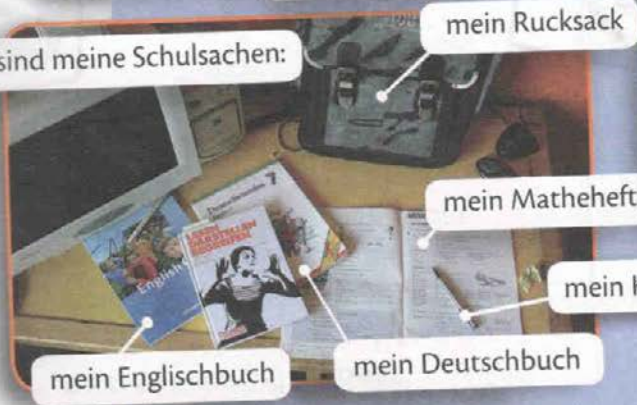 sind meine Schulsachen:
mein Rucksack
mein Matheheft
mein
mein Deutschbuch
mein Englischbuch
English